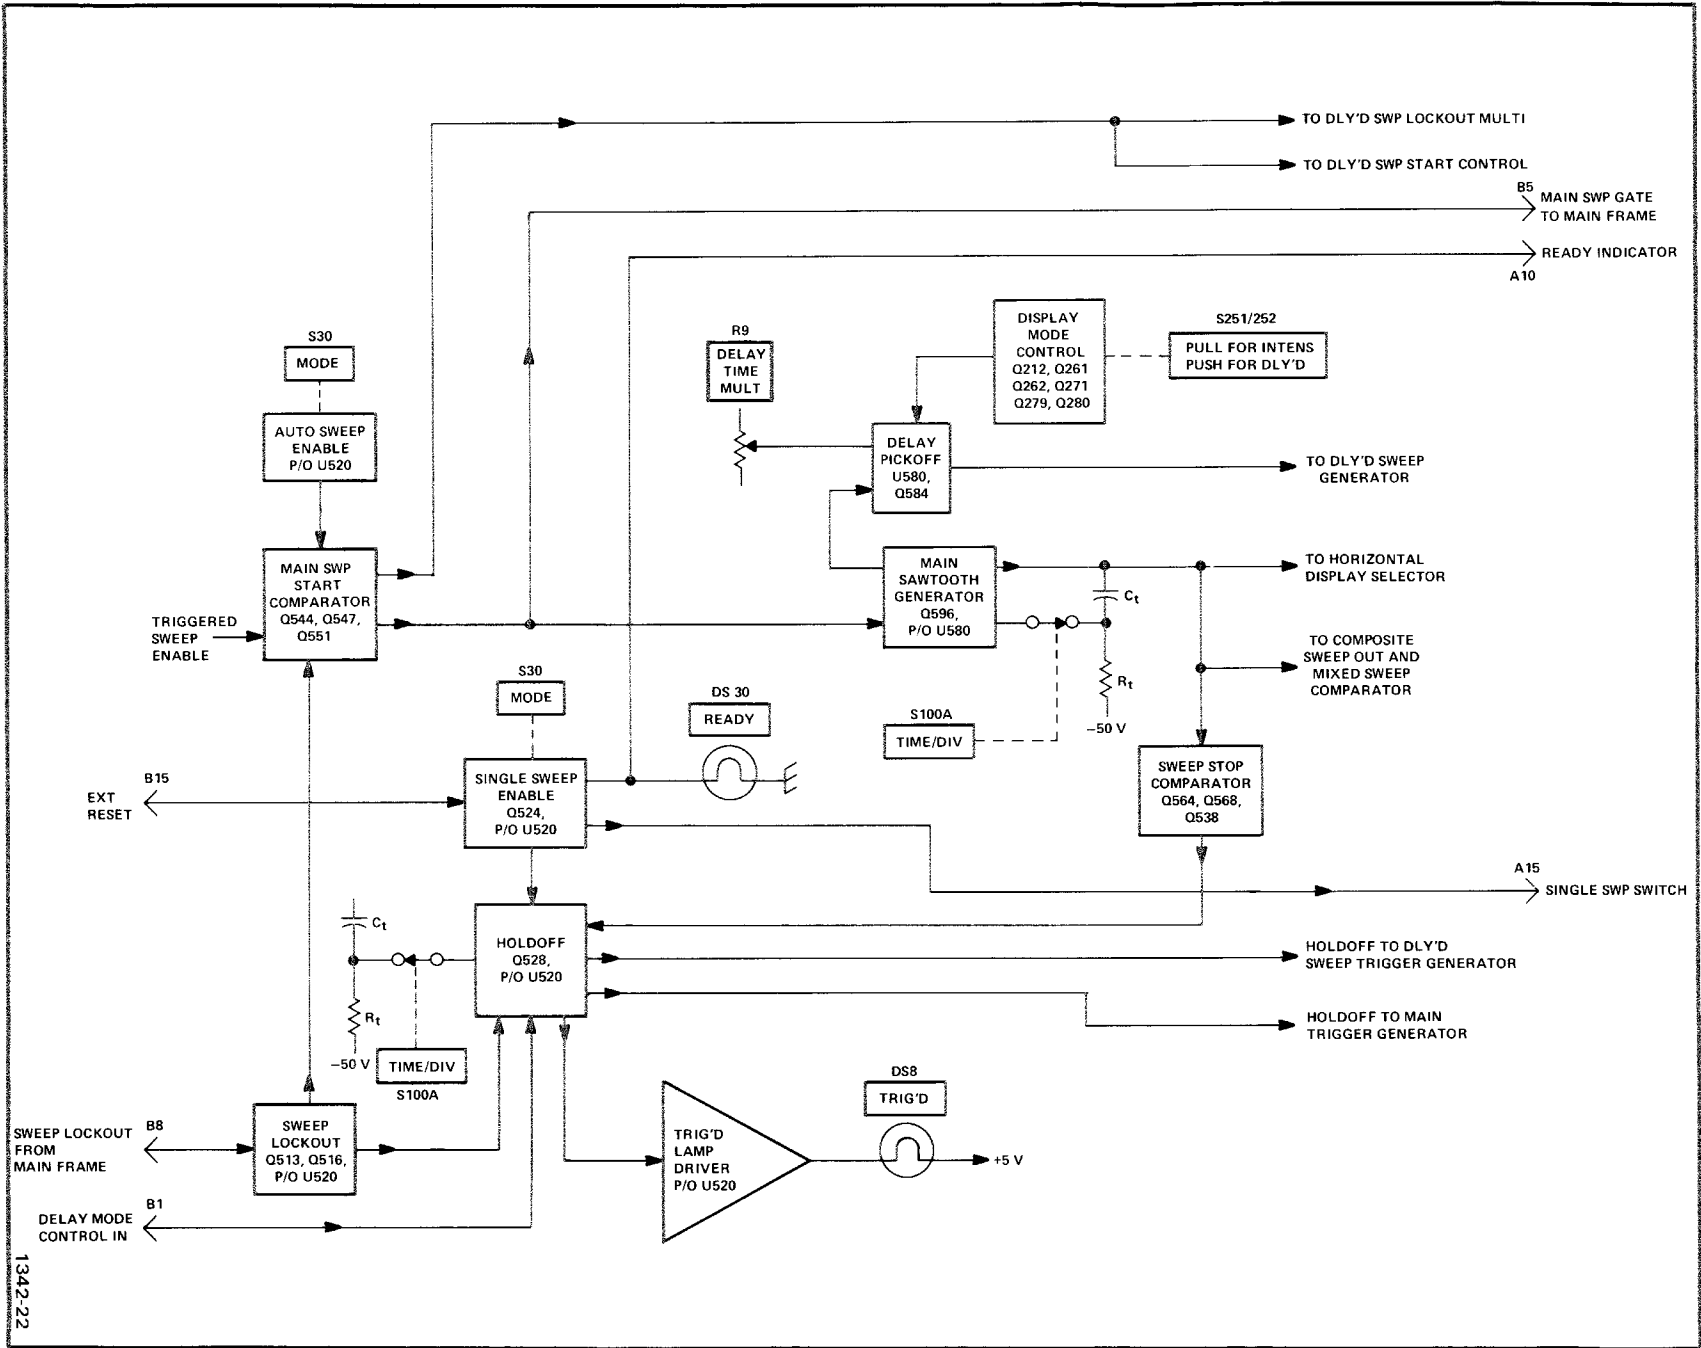 TO DLY'D SWP LOCKOUT MULTI
TO DLY'D SWP START CONTROL
B5
MAIN SWP GATE
TO MAIN FRAME
READY INDICATOR
A10
S30
MODE
AUTO SWEEP
ENABLE
P/O U520
R9
DELAY
TIME
MULT
DISPLAY
MODE
CONTROL
Q212, Q261
Q262, Q271
Q279, Q280
S251/252
PULL FOR INTENS
PUSH FOR DLY'D
DELAY
PICKOFF
U580,
Q584
TO DLY'D SWEEP
GENERATOR
MAIN SWP
START
COMPARATOR
Q544, Q547,
Q551
TRIGGERED
SWEEP
ENABLE
MAIN
SAWTOOTH
GENERATOR
Q596,
P/O U580
Ct
Rt
−50 V
TO HORIZONTAL
DISPLAY SELECTOR
TO COMPOSITE
SWEEP OUT AND
MIXED SWEEP
COMPARATOR
S100A
TIME/DIV
S30
MODE
DS 30
READY
SINGLE SWEEP
ENABLE
Q524,
P/O U520
B15
EXT
RESET
SWEEP STOP
COMPARATOR
Q564, Q568,
Q538
A15
SINGLE SWP SWITCH
Ct
Rt
−50 V
HOLDOFF
Q528,
P/O U520
HOLDOFF TO DLY'D
SWEEP TRIGGER GENERATOR
HOLDOFF TO MAIN
TRIGGER GENERATOR
TIME/DIV
S100A
SWEEP LOCKOUT
FROM
MAIN FRAME
B8
SWEEP
LOCKOUT
Q513, Q516,
P/O U520
TRIG'D
LAMP
DRIVER
P/O U520
DS8
TRIG'D
+5 V
B1
DELAY MODE
CONTROL IN
1342-22